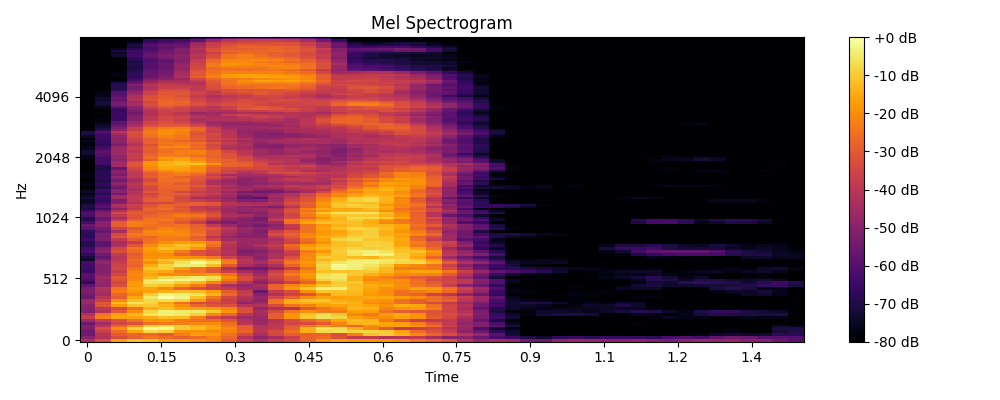 Mel Spectrogram
Hz
4096
2048
1024
512
0
0 0.15 0.3 0.45 0.6 0.75 0.9 1.1 1.2 1.4
Time
+0 dB
-10 dB
-20 dB
-30 dB
-40 dB
-50 dB
-60 dB
-70 dB
-80 dB